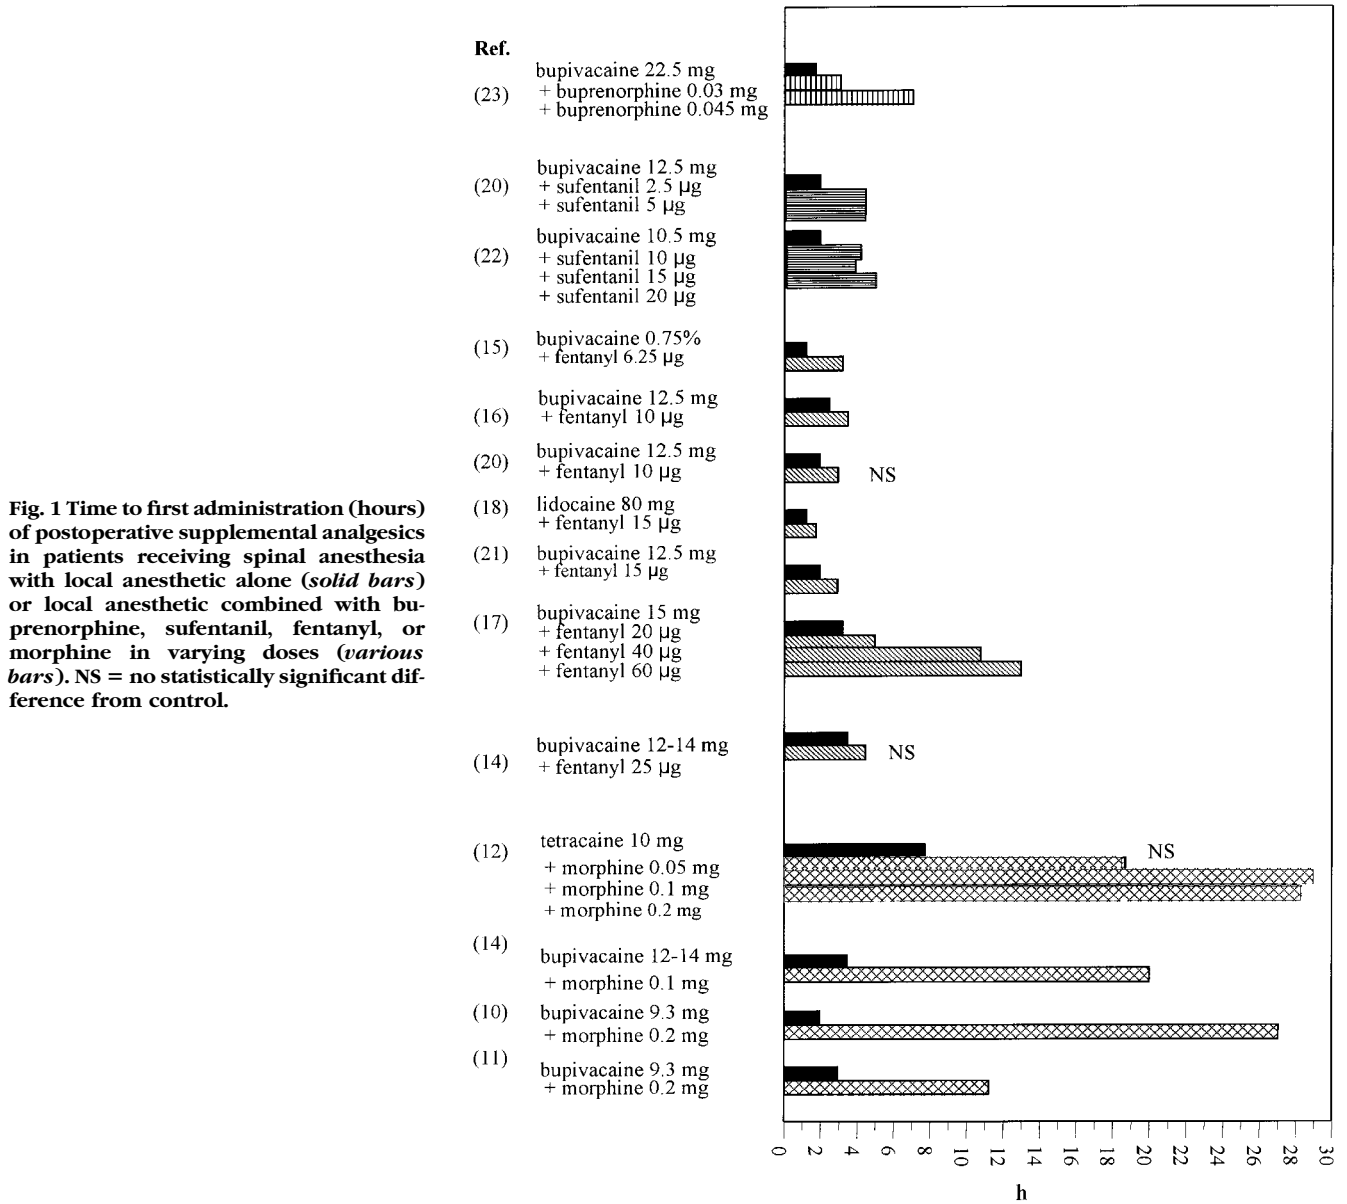 Ref.
(23)
bupivacaine 22.5 mg
+ buprenorphine 0.03 mg
+ buprenorphine 0.045 mg
(20)
bupivacaine 12.5 mg
+ sufentanil 2.5 µg
+ sufentanil 5 µg
(22)
bupivacaine 10.5 mg
+ sufentanil 10 µg
+ sufentanil 15 µg
+ sufentanil 20 µg
(15)
bupivacaine 0.75%
+ fentanyl 6.25 µg
(16)
bupivacaine 12.5 mg
+ fentanyl 10 µg
(20)
bupivacaine 12.5 mg
+ fentanyl 10 µg
NS
(18)
lidocaine 80 mg
+ fentanyl 15 µg
(21)
bupivacaine 12.5 mg
+ fentanyl 15 µg
(17)
bupivacaine 15 mg
+ fentanyl 20 µg
+ fentanyl 40 µg
+ fentanyl 60 µg
(14)
bupivacaine 12-14 mg
+ fentanyl 25 µg
NS
(12)
tetracaine 10 mg
+ morphine 0.05 mg
+ morphine 0.1 mg
+ morphine 0.2 mg
NS
(14)
bupivacaine 12-14 mg
+ morphine 0.1 mg
(10)
bupivacaine 9.3 mg
+ morphine 0.2 mg
(11)
bupivacaine 9.3 mg
+ morphine 0.2 mg
0 2 4 6 8 10 12 14 16 18 20 22 24 26 28 30
h
Fig. 1 Time to first administration (hours)
of postoperative supplemental analgesics
in patients receiving spinal anesthesia
with local anesthetic alone (solid bars)
or local anesthetic combined with bu-
prenorphine, sufentanil, fentanyl, or
morphine in varying doses (various
bars). NS = no statistically significant dif-
ference from control.